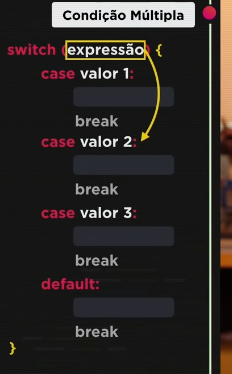 Condição Múltipla
switch (expressão) {
case valor 1:
break
case valor 2:
break
case valor 3:
break
default:
break
}